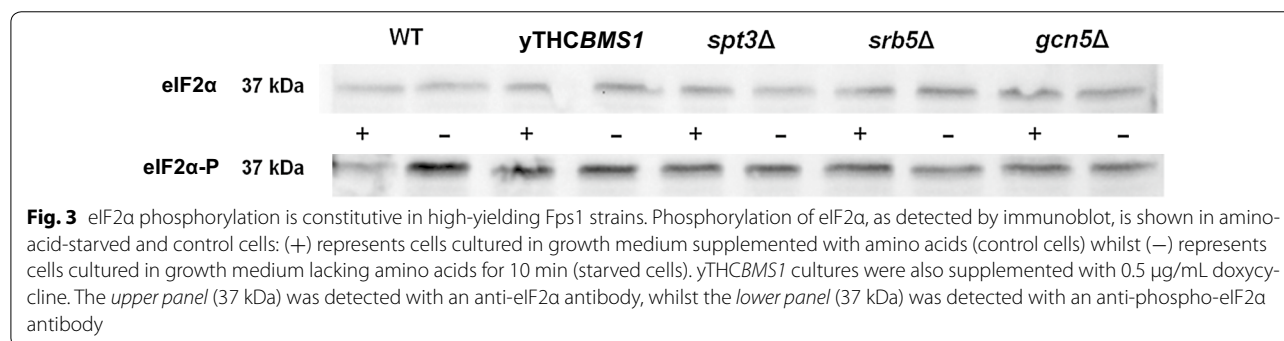 WT yTHCBMS1 spt3Δ srb5Δ gcn5Δ
eIF2α 37 kDa
+ − + − + − + − + −
eIF2α-P 37 kDa
Fig. 3 eIF2α phosphorylation is constitutive in high-yielding Fps1 strains. Phosphorylation of eIF2α, as detected by immunoblot, is shown in amino-
acid-starved and control cells: (+) represents cells cultured in growth medium supplemented with amino acids (control cells) whilst (−) represents
cells cultured in growth medium lacking amino acids for 10 min (starved cells). yTHCBMS1 cultures were also supplemented with 0.5 µg/mL doxycy-
cline. The upper panel (37 kDa) was detected with an anti-eIF2α antibody, whilst the lower panel (37 kDa) was detected with an anti-phospho-eIF2α
antibody